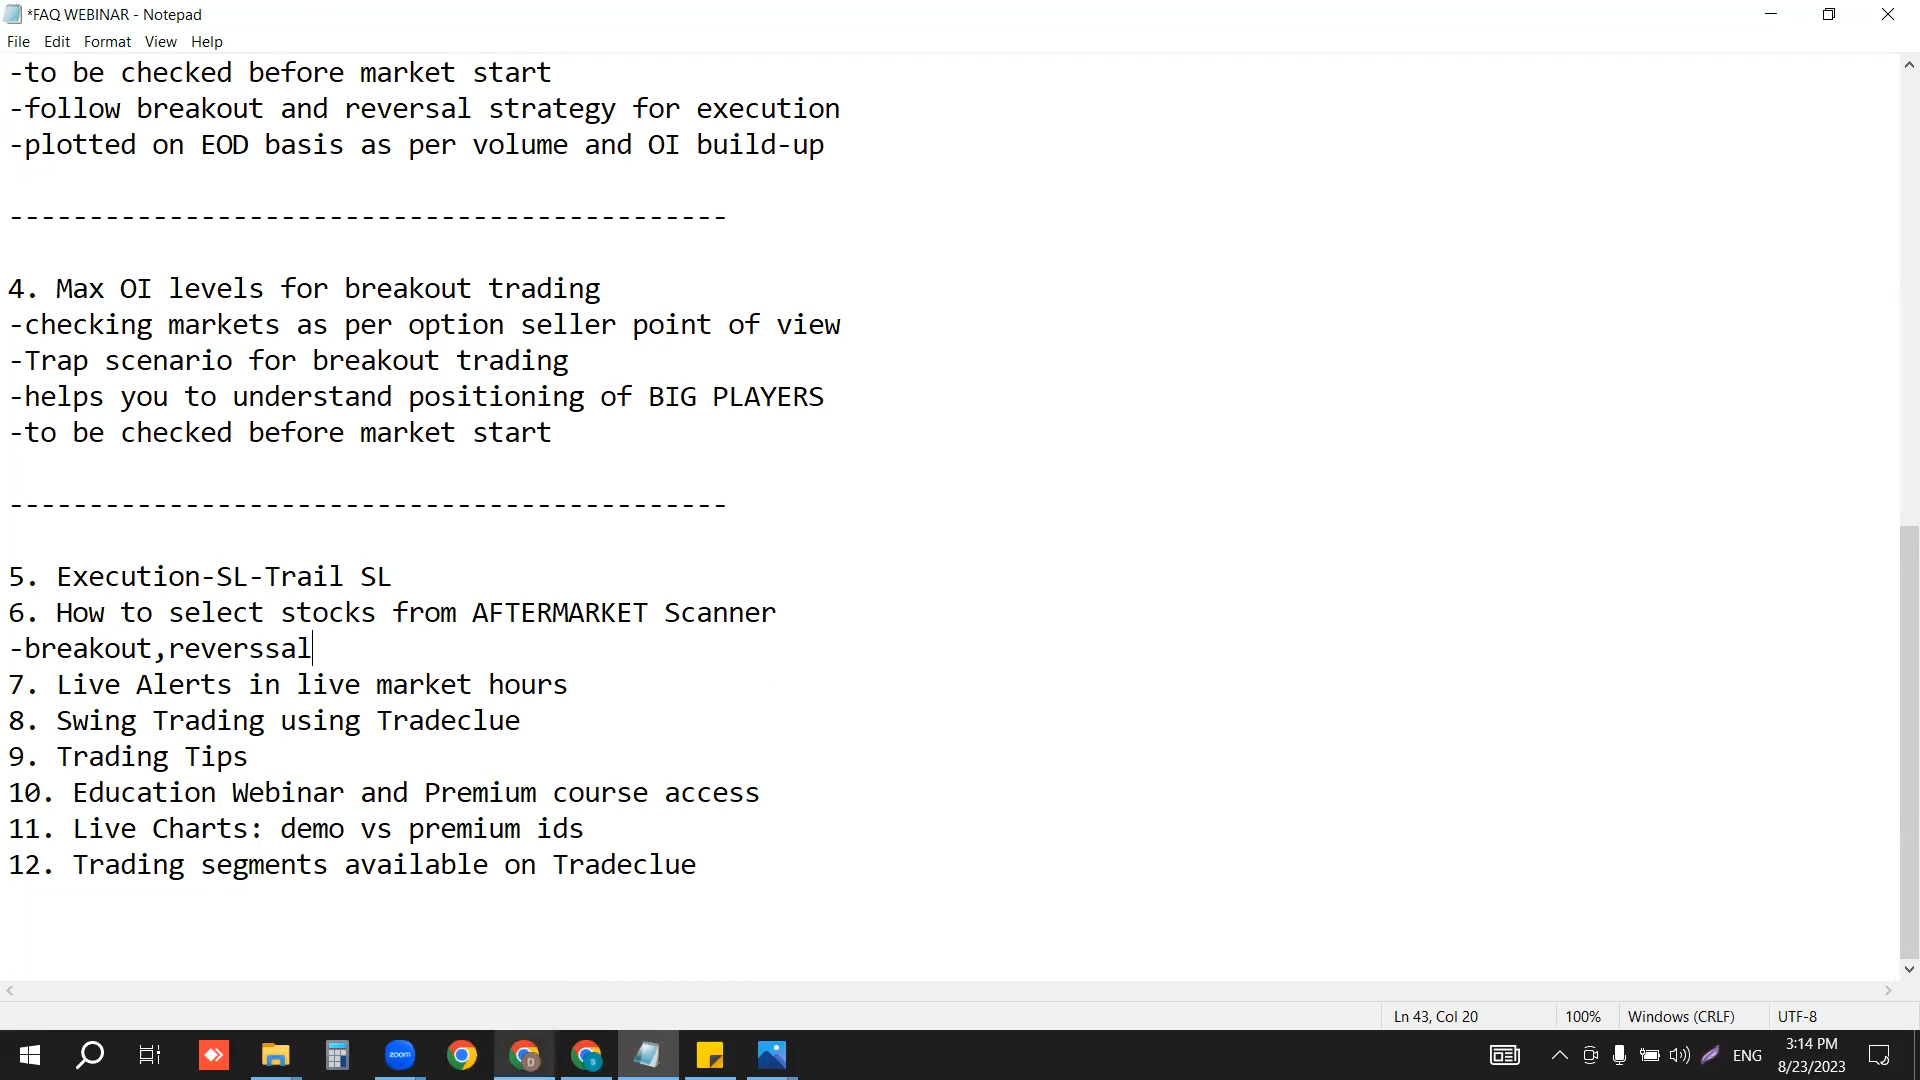 *FAQ WEBINAR - Notepad
File Edit Format View Help
-to be checked before market start
-follow breakout and reversal strategy for execution
-plotted on EOD basis as per volume and OI build-up
---------------------------------------------
4. Max OI levels for breakout trading
-checking markets as per option seller point of view
-Trap scenario for breakout trading
-helps you to understand positioning of BIG PLAYERS
-to be checked before market start
---------------------------------------------
5. Execution-SL-Trail SL
6. How to select stocks from AFTERMARKET Scanner
-breakout,reverssal
7. Live Alerts in live market hours
8. Swing Trading using Tradeclue
9. Trading Tips
10. Education Webinar and Premium course access
11. Live Charts: demo vs premium ids
12. Trading segments available on Tradeclue
Ln 43, Col 20 100% Windows (CRLF) UTF-8
zoom D S ENG 3:14 PM
8/23/2023